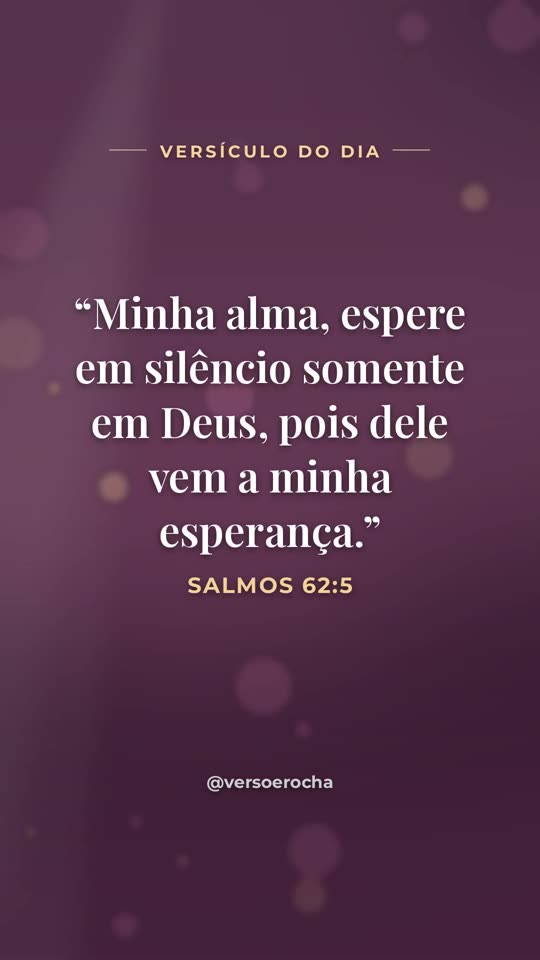 VERSÍCULO DO DIA
“Minha alma, espere
em silêncio somente
em Deus, pois dele
vem a minha
esperança.”
SALMOS 62:5
@versoerocha